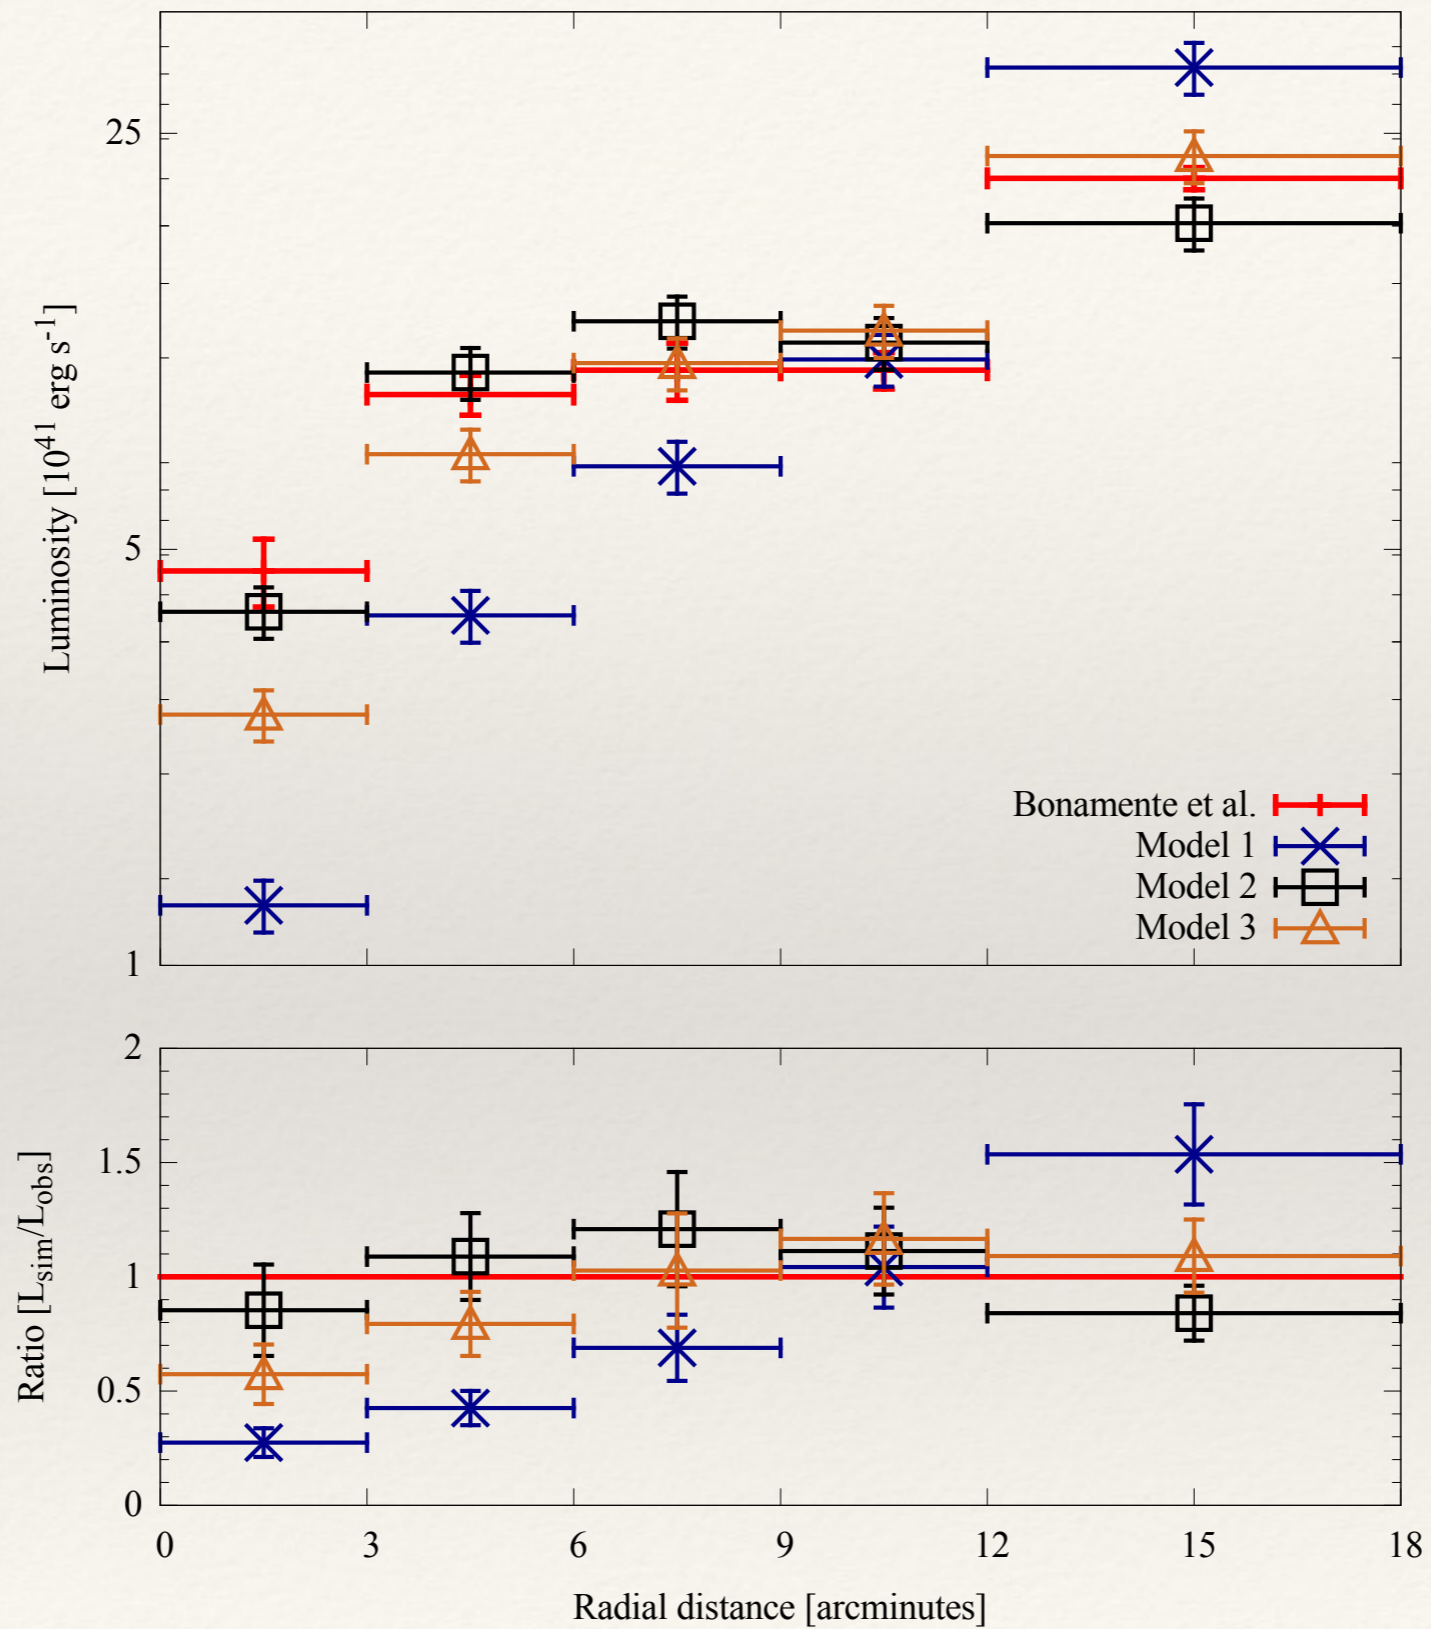 25
5
1
Luminosity [10^41 erg s^-1]
Bonamente et al.
Model 1
Model 2
Model 3
2
1.5
1
0.5
0
Ratio [L_sim/L_obs]
0 3 6 9 12 15 18
Radial distance [arcminutes]